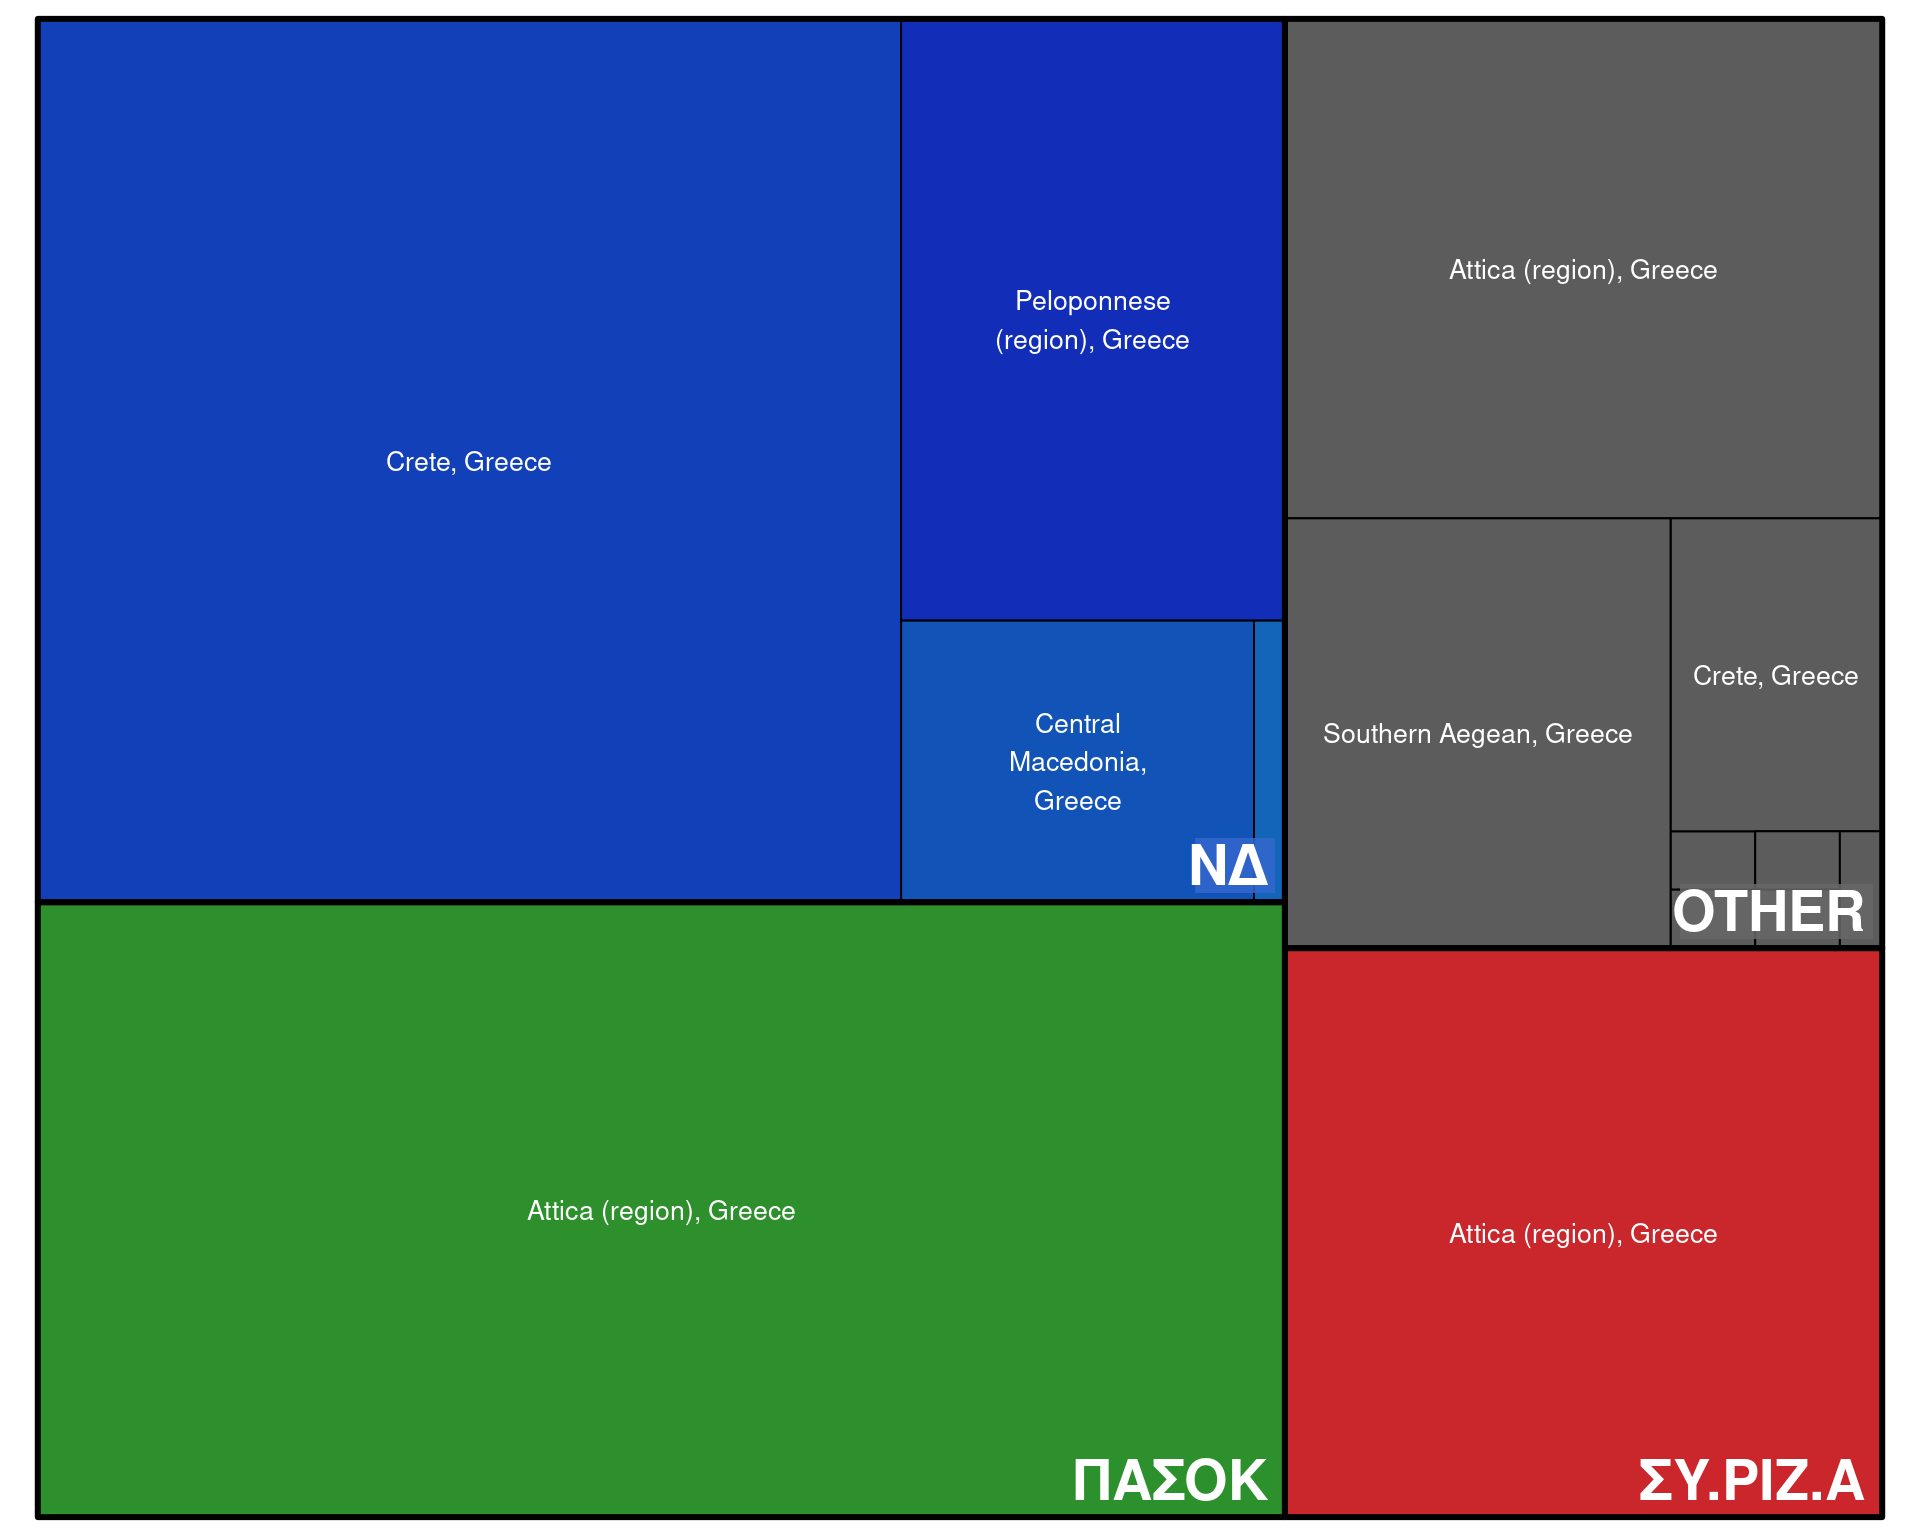 Crete, Greece
Peloponnese
(region), Greece
Central
Macedonia,
Greece
ΝΔ
Attica (region), Greece
Southern Aegean, Greece
Crete, Greece
OTHER
Attica (region), Greece
ΠΑΣΟΚ
Attica (region), Greece
ΣΥ.ΡΙΖ.Α